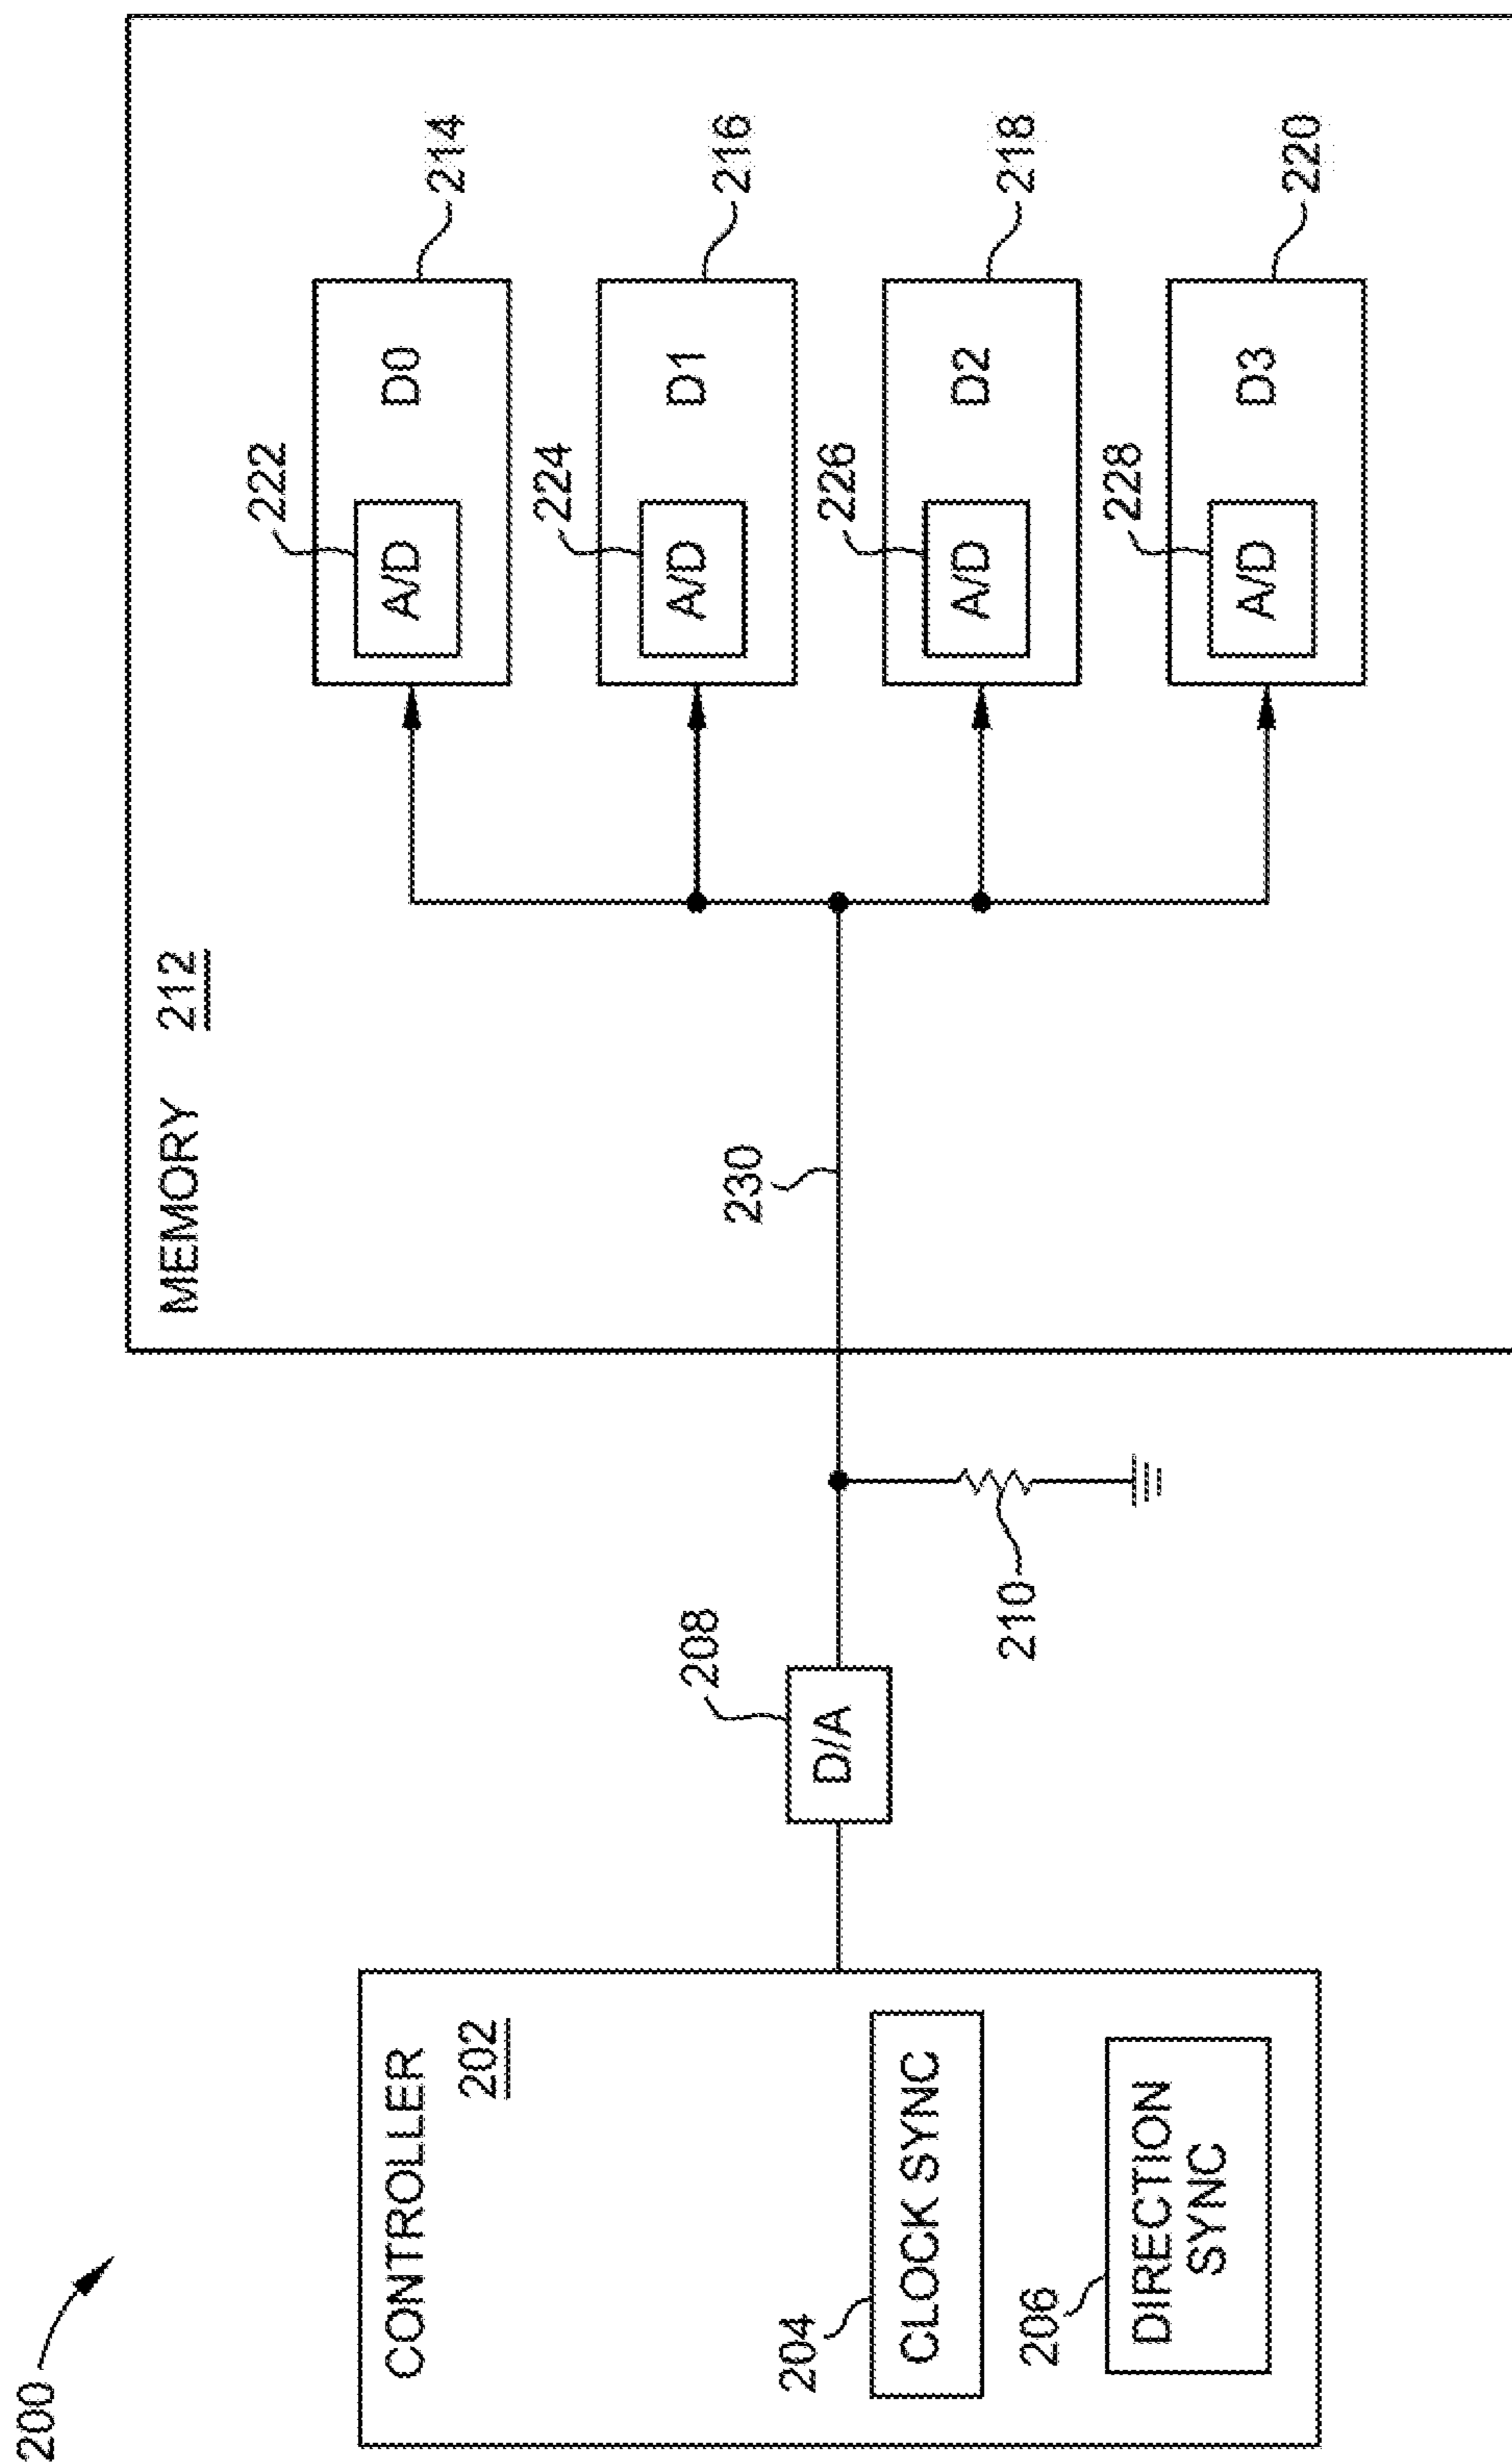 200
CONTROLLER
202
204
CLOCK SYNC
206
DIRECTION
SYNC
208
D/A
210
MEMORY 212
230
222
A/D
D0
214
224
A/D
D1
216
226
A/D
D2
218
228
A/D
D3
220